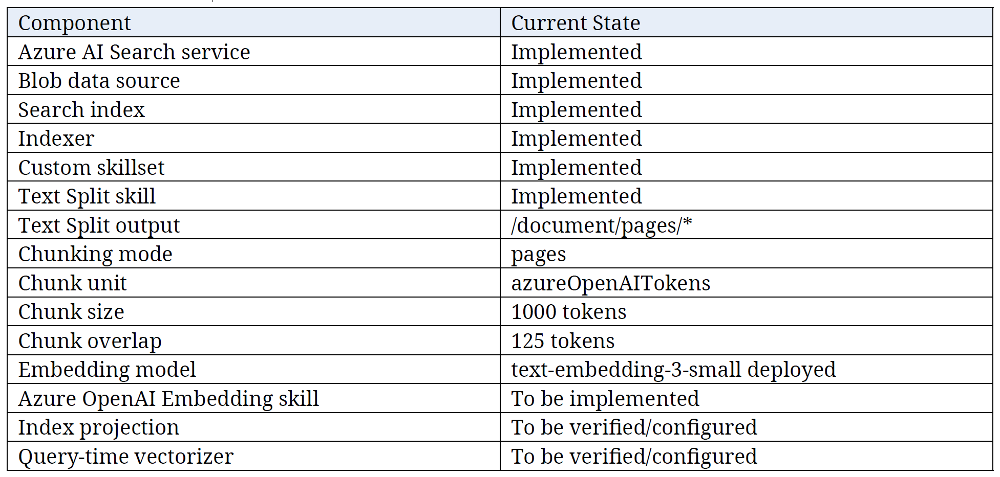 Component Current State
Azure AI Search service Implemented
Blob data source Implemented
Search index Implemented
Indexer Implemented
Custom skillset Implemented
Text Split skill Implemented
Text Split output /document/pages/*
Chunking mode pages
Chunk unit azureOpenAITokens
Chunk size 1000 tokens
Chunk overlap 125 tokens
Embedding model text-embedding-3-small deployed
Azure OpenAI Embedding skill To be implemented
Index projection To be verified/configured
Query-time vectorizer To be verified/configured